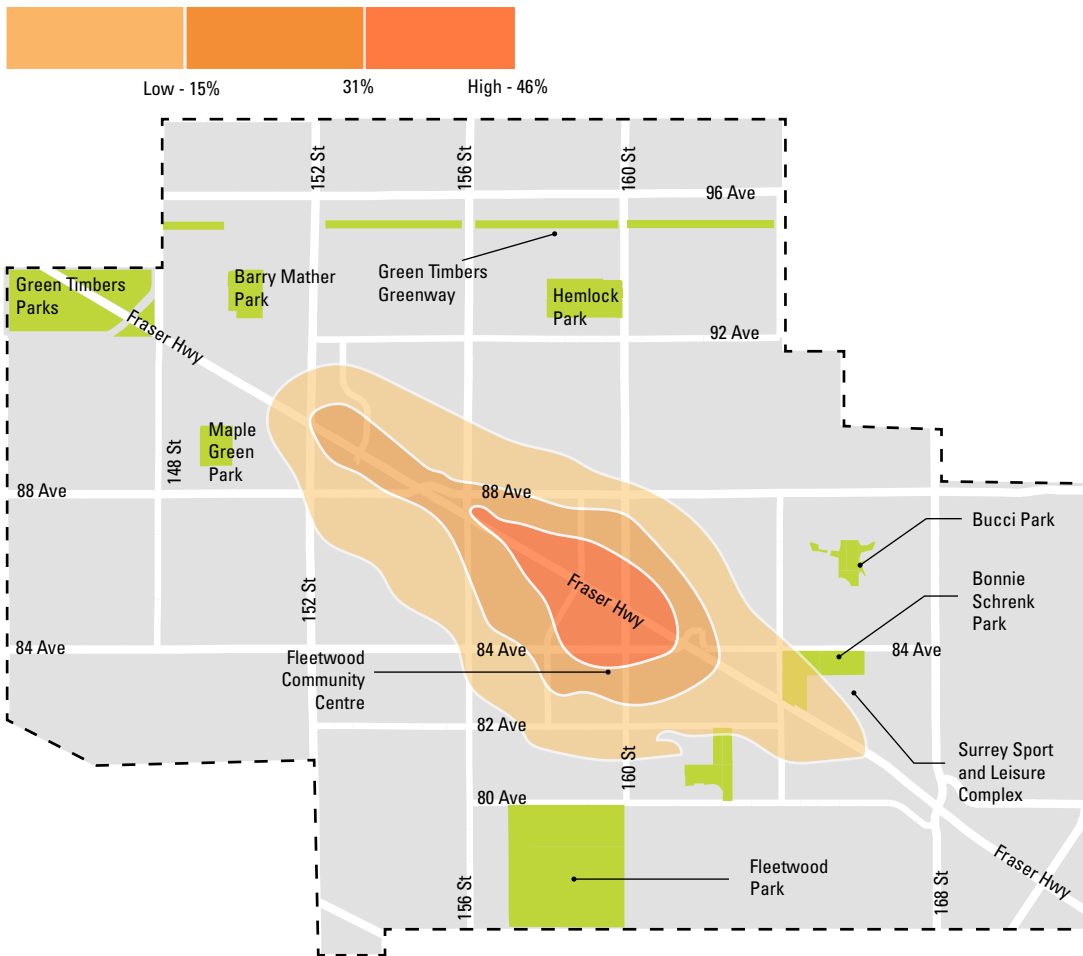 Low - 15%
31%
High - 46%
152 St
156 St
160 St
96 Ave
Green Timbers
Parks
Barry Mather
Park
Green Timbers
Greenway
Hemlock
Park
Fraser Hwy
92 Ave
148 St
Maple
Green
Park
88 Ave
88 Ave
Bucci Park
152 St
Fraser Hwy
Bonnie
Schrenk
Park
84 Ave
84 Ave
84 Ave
Fleetwood
Community
Centre
82 Ave
160 St
Surrey Sport
and Leisure
Complex
80 Ave
156 St
Fleetwood
Park
168 St
Fraser Hwy